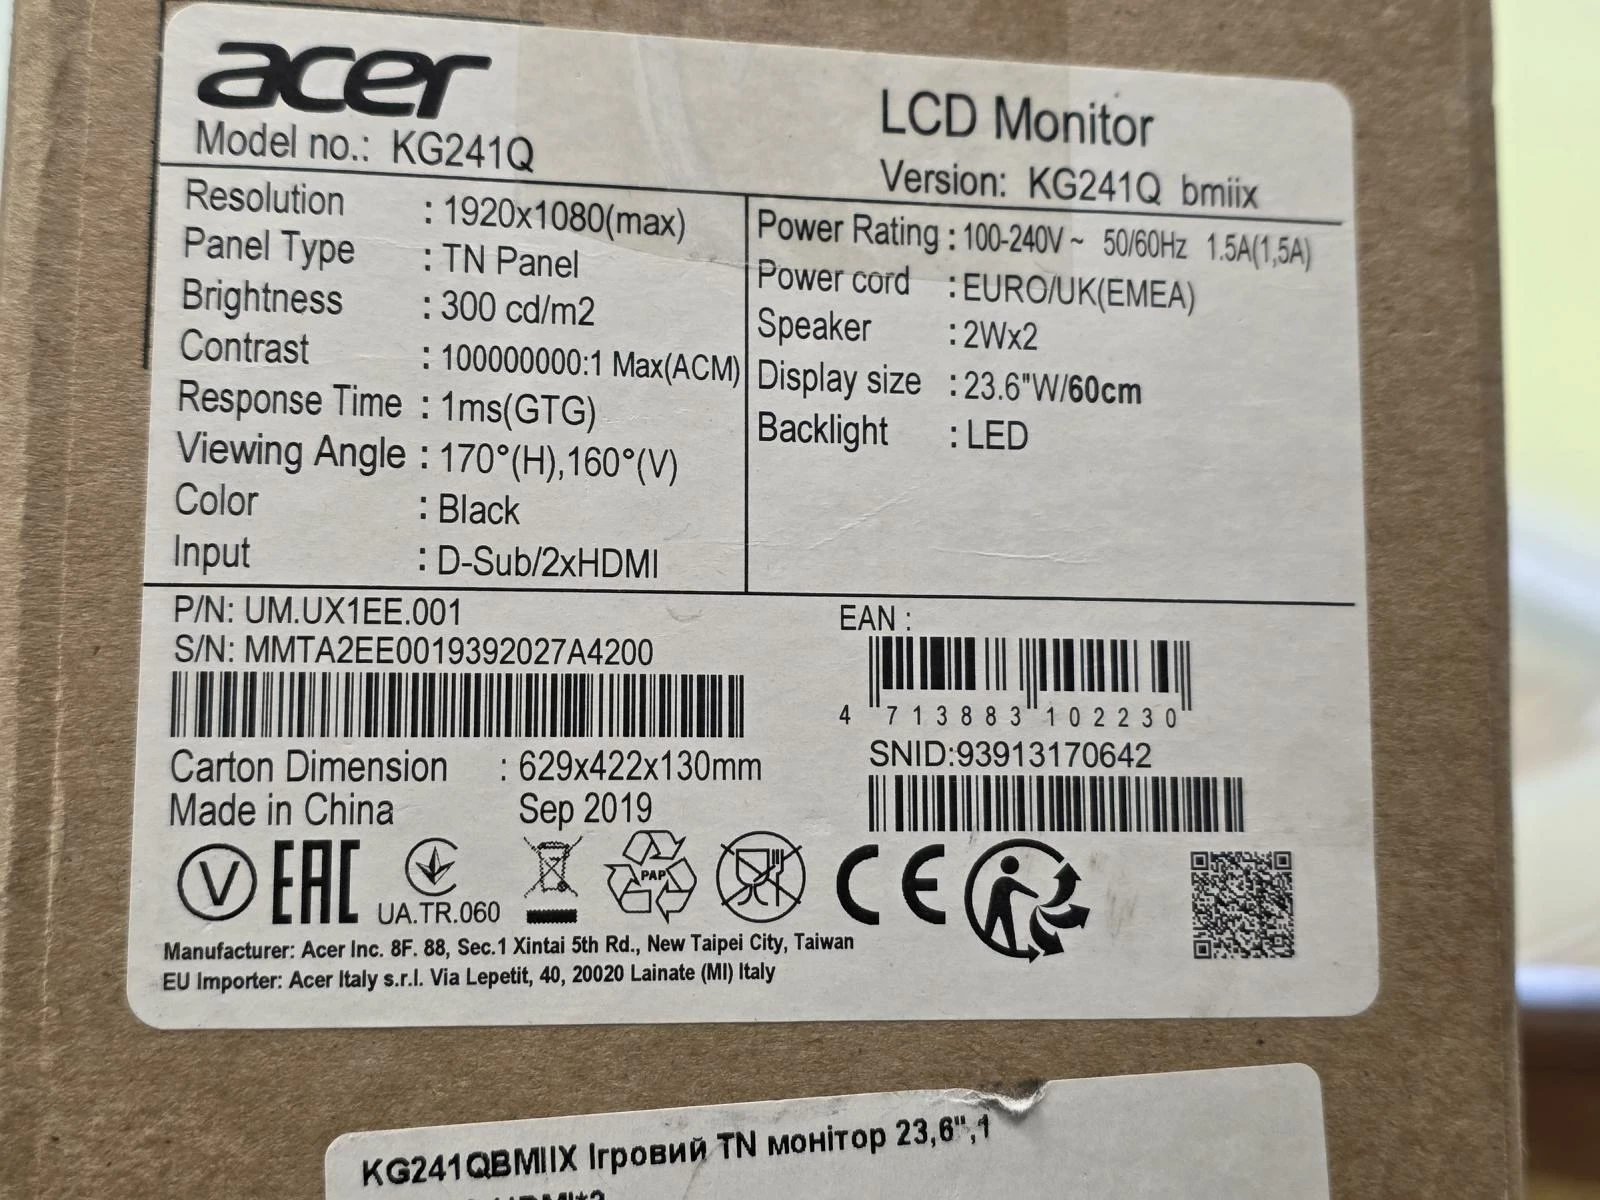 acer
LCD Monitor
Model no.: KG241Q
Version: KG241Q bmiix
Resolution : 1920x1080(max)
Panel Type : TN Panel
Brightness : 300 cd/m2
Contrast : 100000000:1 Max(ACM)
Response Time : 1ms(GTG)
Viewing Angle : 170°(H),160°(V)
Color : Black
Input : D-Sub/2xHDMI
Power Rating : 100-240V ~ 50/60Hz 1.5A(1,5A)
Power cord : EURO/UK(EMEA)
Speaker : 2Wx2
Display size : 23.6"W/60cm
Backlight : LED
P/N: UM.UX1EE.001
S/N: MMTA2EE0019392027A4200
EAN :
4 713883 102230
SNID:93913170642
Carton Dimension : 629x422x130mm
Made in China Sep 2019
V EAC UA.TR.060 PAP CE
Manufacturer: Acer Inc. 8F. 88, Sec.1 Xintai 5th Rd., New Taipei City, Taiwan
EU Importer: Acer Italy s.r.l. Via Lepetit, 40, 20020 Lainate (MI) Italy
KG241QBMIIX Ігровий TN монітор 23,6",1
HDMI*2